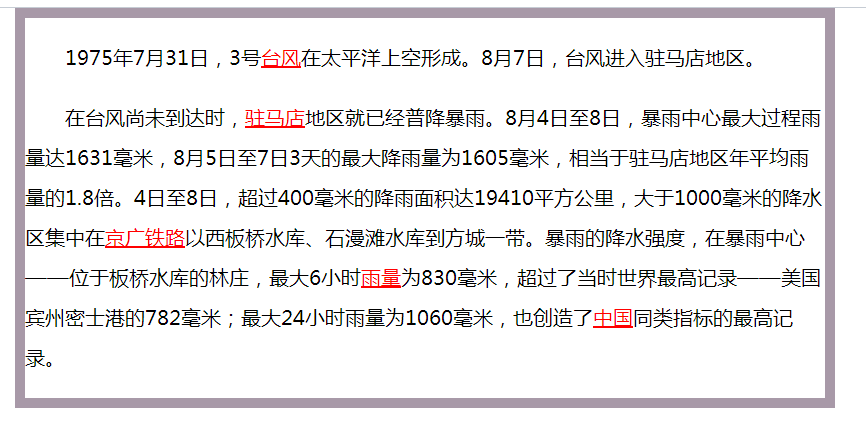 1975年7月31日，3号台风在太平洋上空形成。8月7日，台风进入驻马店地区。
在台风尚未到达时，驻马店地区就已经普降暴雨。8月4日至8日，暴雨中心最大过程雨
量达1631毫米，8月5日至7日3天的最大降雨量为1605毫米，相当于驻马店地区年平均雨
量的1.8倍。4日至8日，超过400毫米的降雨面积达19410平方公里，大于1000毫米的降水
区集中在京广铁路以西板桥水库、石漫滩水库到方城一带。暴雨的降水强度，在暴雨中心
——位于板桥水库的林庄，最大6小时雨量为830毫米，超过了当时世界最高记录——美国
宾州密士港的782毫米；最大24小时雨量为1060毫米，也创造了中国同类指标的最高记
录。